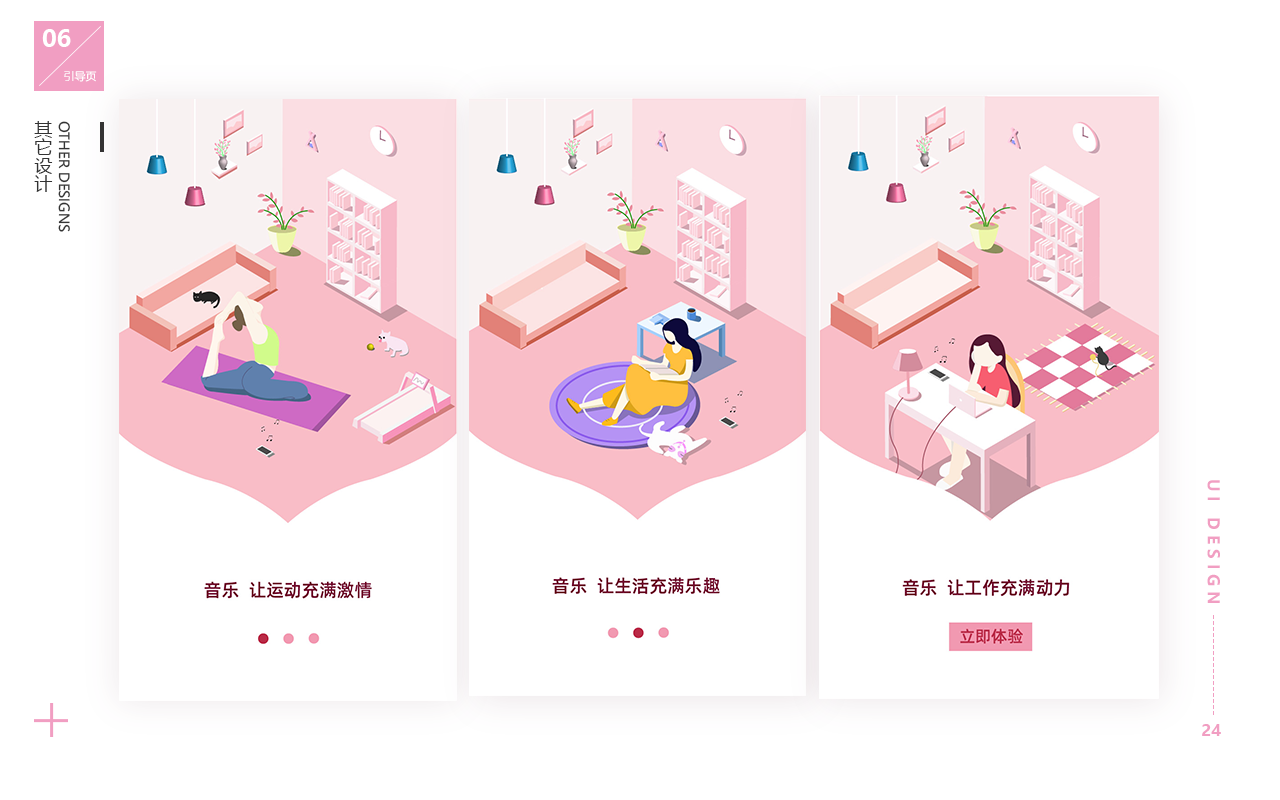 06
引导页
其它设计
OTHER DESIGNS
音乐 让运动充满激情
音乐 让生活充满乐趣
音乐 让工作充满动力
立即体验
UI DESIGN
24